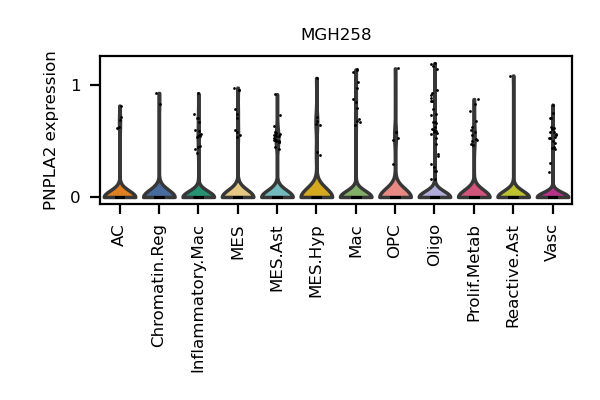 MGH258
PNPLA2 expression
1
0
AC
Chromatin.Reg
Inflammatory.Mac
MES
MES.Ast
MES.Hyp
Mac
OPC
Oligo
Prolif.Metab
Reactive.Ast
Vasc